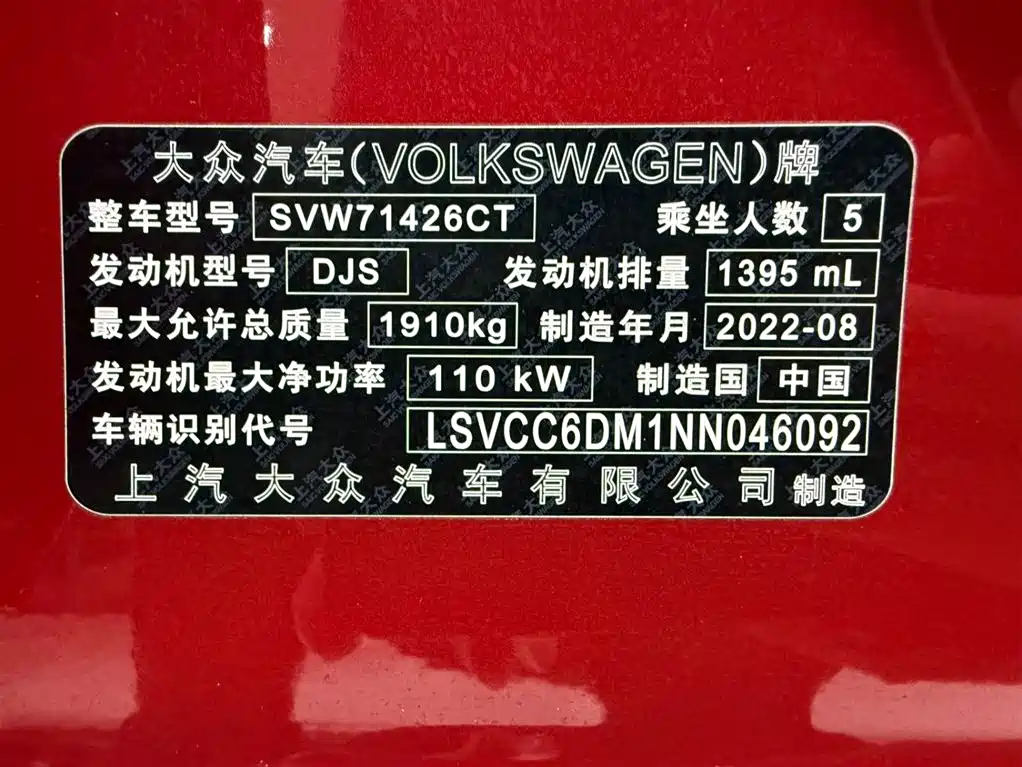 大众汽车(VOLKSWAGEN)牌
整车型号 SVW71426CT 乘坐人数 5
发动机型号 DJS 发动机排量 1395 mL
最大允许总质量 1910kg 制造年月 2022-08
发动机最大净功率 110 kW 制造国 中国
车辆识别代号 LSVCC6DM1NN046092
上汽大众汽车有限公司 制造